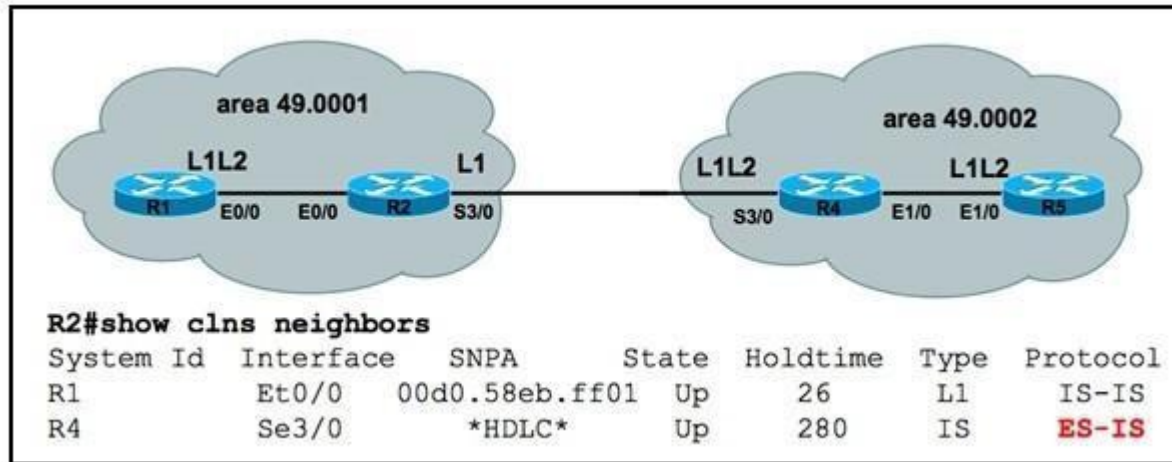 area 49.0001
area 49.0002
L1L2 L1 L1L2 L1L2
R1 R2 R4 R5
E0/0 E0/0 S3/0 S3/0 E1/0 E1/0
R2#show clns neighbors
System Id Interface SNPA State Holdtime Type Protocol
R1 Et0/0 00d0.58eb.ff01 Up 26 L1 IS-IS
R4 Se3/0 *HDLC* Up 280 IS ES-IS